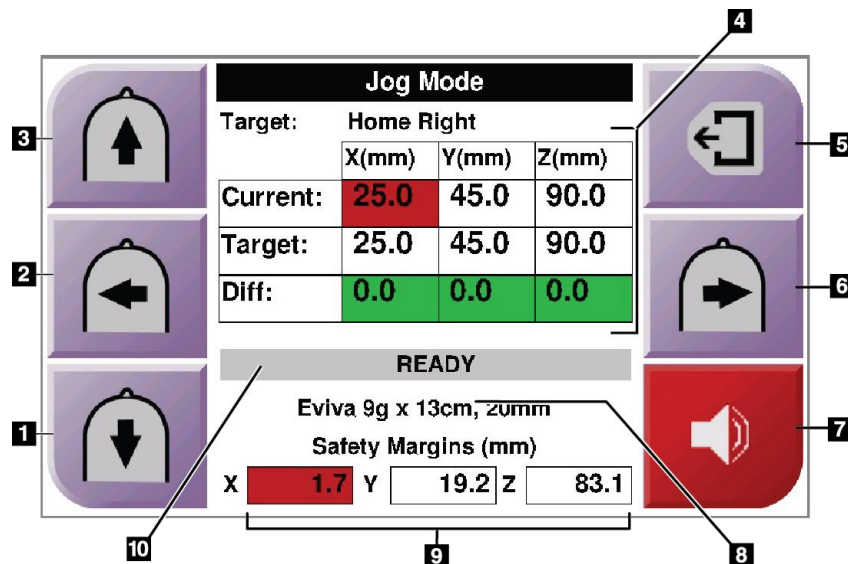 4
Jog Mode
Target: Home Right
3
5
X(mm) Y(mm) Z(mm)
Current: 25.0 45.0 90.0
Target: 25.0 45.0 90.0
2
6
Diff: 0.0 0.0 0.0
READY
Eviva 9g x 13cm, 20mm
1
7
Safety Margins (mm)
X 1.7 Y 19.2 Z 83.1
10
9
8